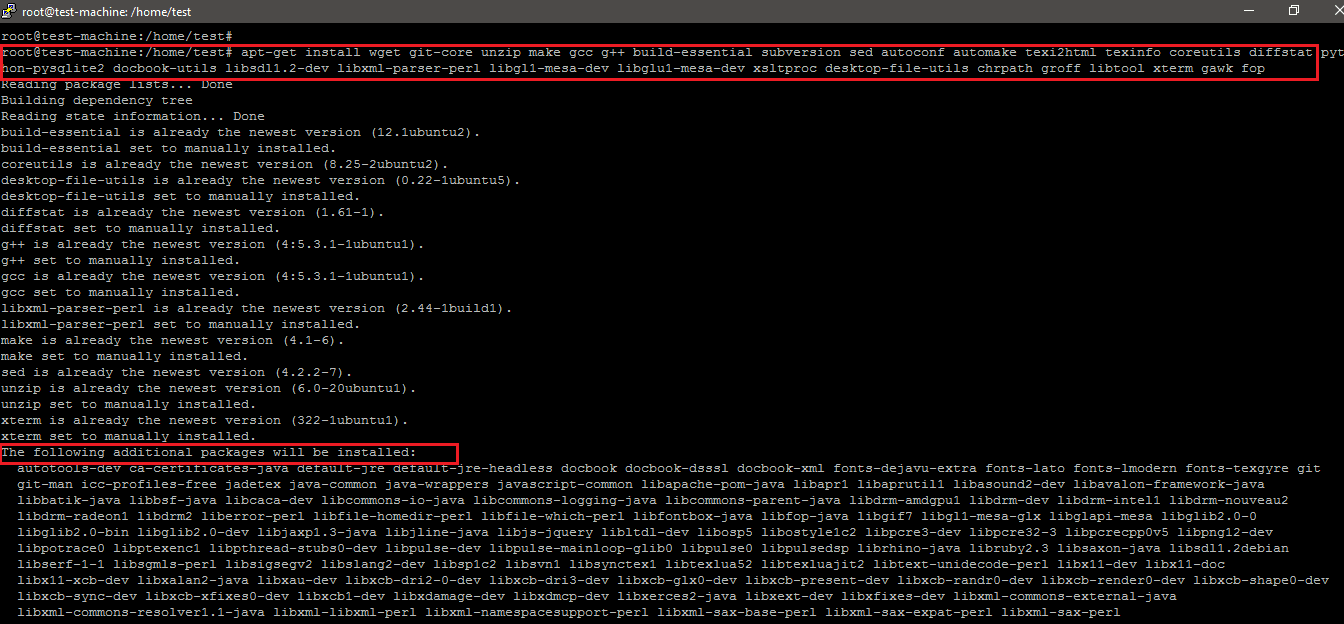 root@test-machine: /home/test
root@test-machine:/home/test#
root@test-machine:/home/test# apt-get install wget git-core unzip make gcc g++ build-essential subversion sed autoconf automake texi2html texinfo coreutils diffstat pyt
hon-pysqlite2 docbook-utils libsdl1.2-dev libxml-parser-perl libgl1-mesa-dev libglu1-mesa-dev xsltproc desktop-file-utils chrpath groff libtool xterm gawk fop
Reading package lists... Done
Building dependency tree
Reading state information... Done
build-essential is already the newest version (12.1ubuntu2).
build-essential set to manually installed.
coreutils is already the newest version (8.25-2ubuntu2).
desktop-file-utils is already the newest version (0.22-1ubuntu5).
desktop-file-utils set to manually installed.
diffstat is already the newest version (1.61-1).
diffstat set to manually installed.
g++ is already the newest version (4:5.3.1-1ubuntu1).
g++ set to manually installed.
gcc is already the newest version (4:5.3.1-1ubuntu1).
gcc set to manually installed.
libxml-parser-perl is already the newest version (2.44-1build1).
libxml-parser-perl set to manually installed.
make is already the newest version (4.1-6).
make set to manually installed.
sed is already the newest version (4.2.2-7).
unzip is already the newest version (6.0-20ubuntu1).
unzip set to manually installed.
xterm is already the newest version (322-1ubuntu1).
xterm set to manually installed.
The following additional packages will be installed:
autotools-dev ca-certificates-java default-jre default-jre-headless docbook docbook-dsssl docbook-xml fonts-dejavu-extra fonts-lato fonts-lmodern fonts-texgyre git
git-man icc-profiles-free jadetex java-common java-wrappers javascript-common libapache-pom-java libapr1 libaprutil1 libasound2-dev libavalon-framework-java
libbatik-java libbsf-java libcaca-dev libcommons-io-java libcommons-logging-java libcommons-parent-java libdrm-amdgpu1 libdrm-dev libdrm-intel1 libdrm-nouveau2
libdrm-radeon1 libdrm2 liberror-perl libfile-homedir-perl libfile-which-perl libfontbox-java libfop-java libgif7 libgl1-mesa-glx libglapi-mesa libglib2.0-0
libglib2.0-bin libglib2.0-dev libjaxp1.3-java libjline-java libjs-jquery libltdl-dev libosp5 libostyle1c2 libpcre3-dev libpcre32-3 libpcrecpp0v5 libpng12-dev
libpotrace0 libptexenc1 libpthread-stubs0-dev libpulse-dev libpulse-mainloop-glib0 libpulse0 libpulsedsp librhino-java libruby2.3 libsaxon-java libsdl1.2debian
libserf-1-1 libsgmls-perl libsigsegv2 libslang2-dev libsp1c2 libsvn1 libsynctex1 libtexlua52 libtexluajit2 libtext-unidecode-perl libx11-dev libx11-doc
libx11-xcb-dev libxalan2-java libxau-dev libxcb-dri2-0-dev libxcb-dri3-dev libxcb-glx0-dev libxcb-present-dev libxcb-randr0-dev libxcb-render0-dev libxcb-shape0-dev
libxcb-sync-dev libxcb-xfixes0-dev libxcb1-dev libxdamage-dev libxdmcp-dev libxerces2-java libxext-dev libxfixes-dev libxml-commons-external-java
libxml-commons-resolver1.1-java libxml-libxml-perl libxml-namespacesupport-perl libxml-sax-base-perl libxml-sax-expat-perl libxml-sax-perl